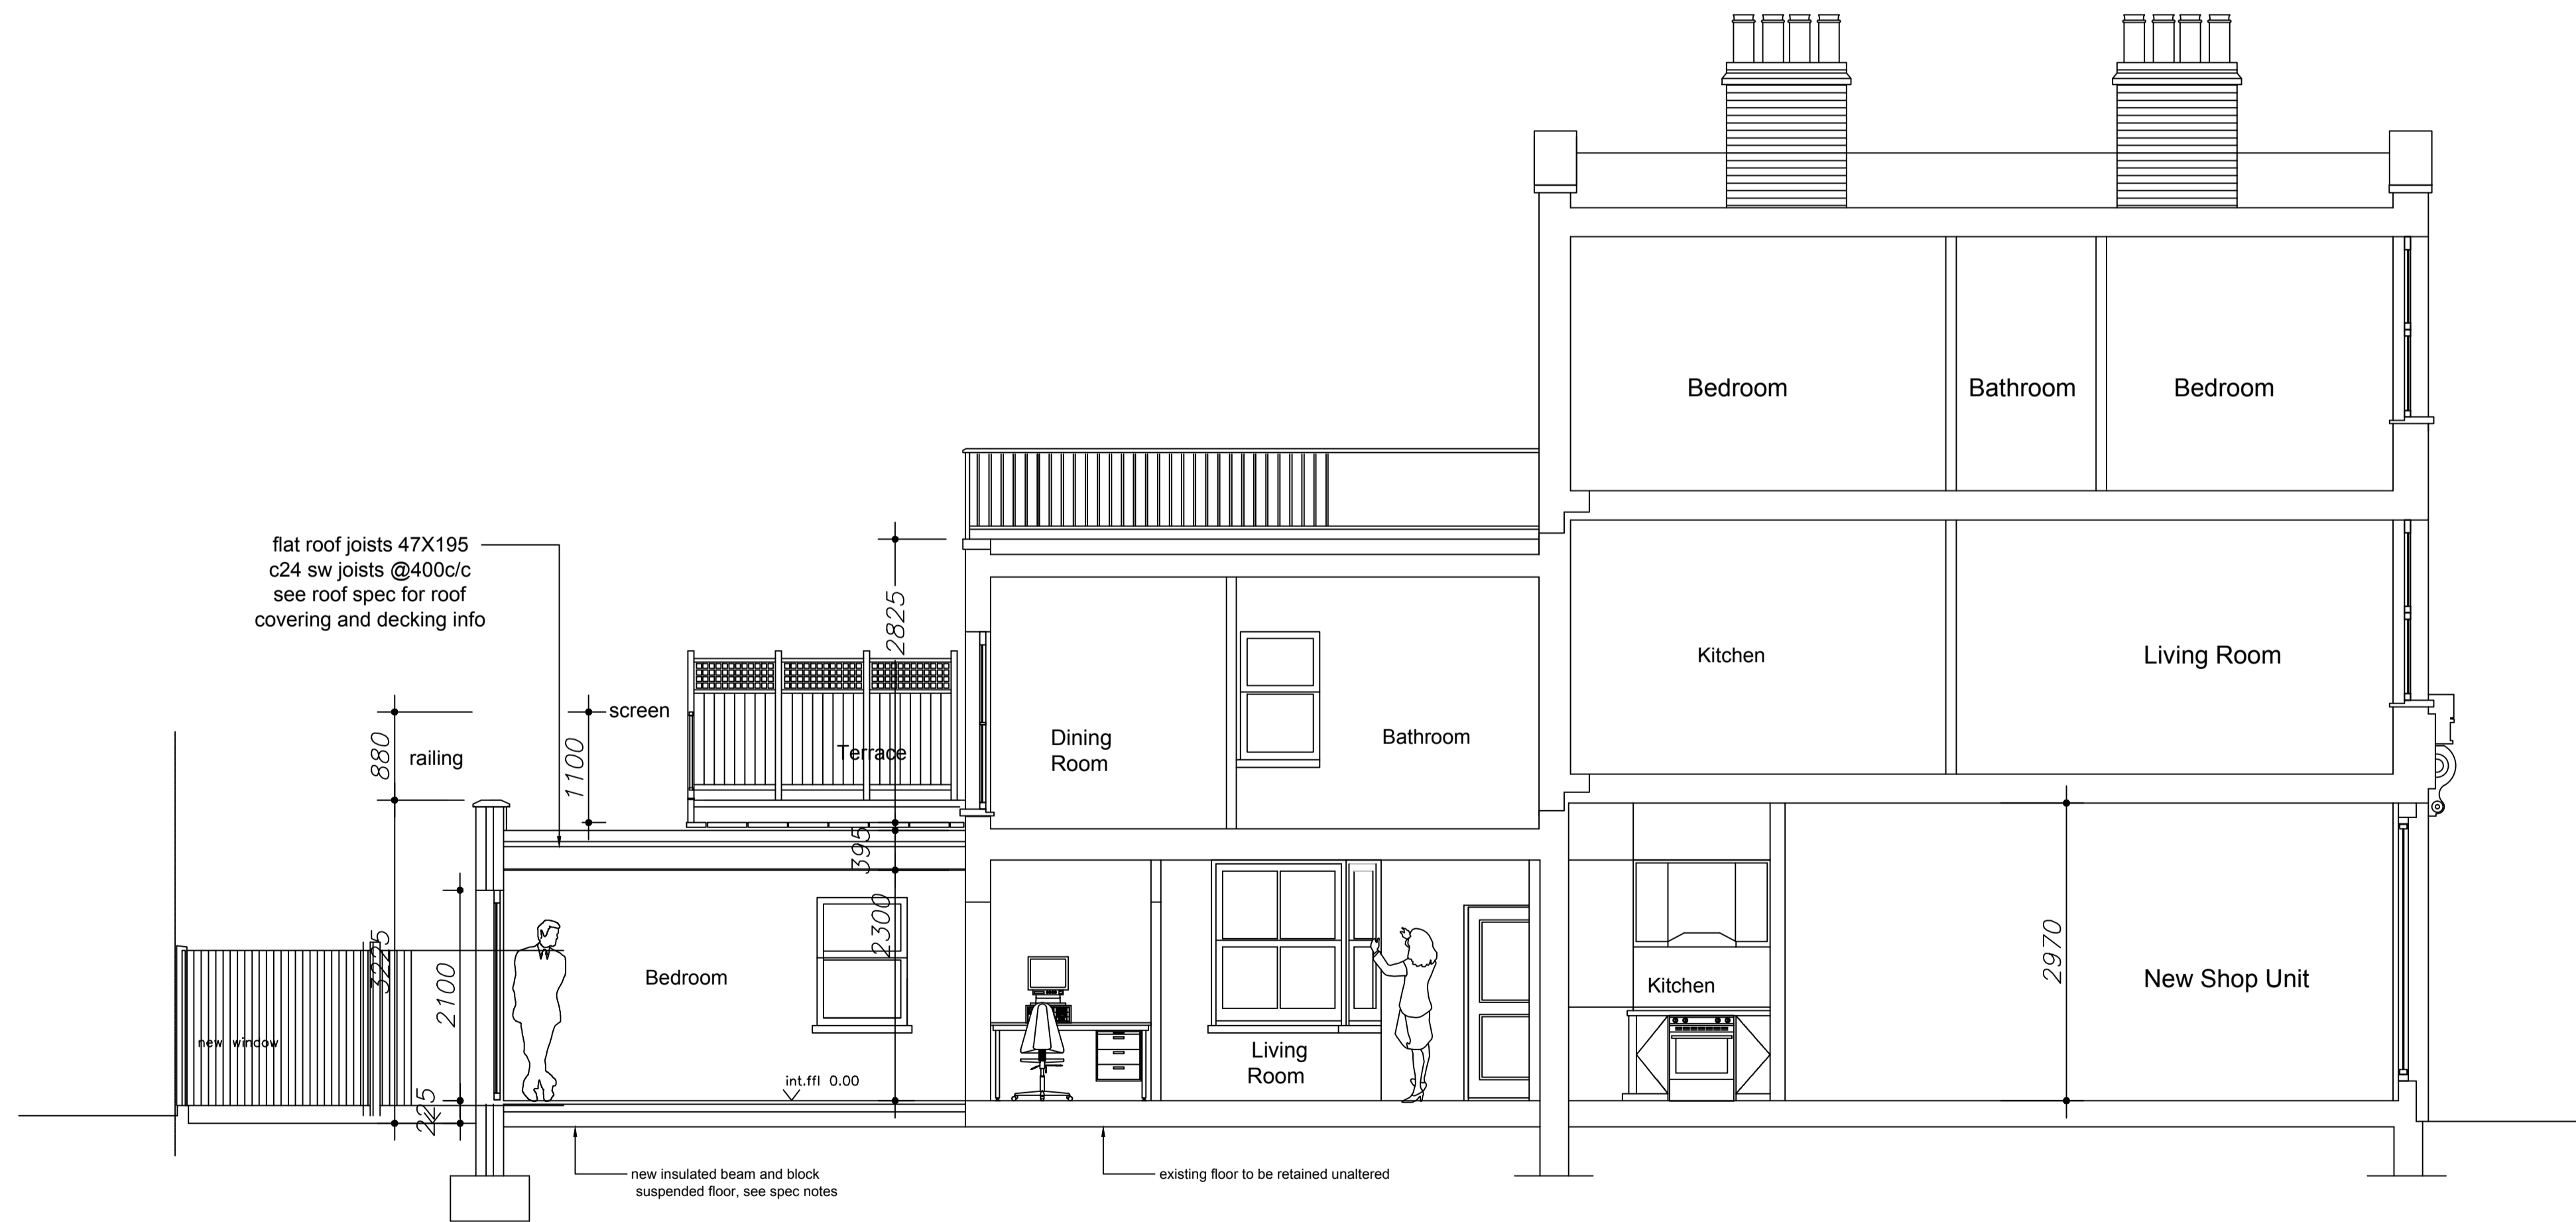 Bedroom
Bathroom
Bedroom
flat roof joists 47X195
c24 sw joists @400c/c
see roof spec for roof
covering and decking info
2825
Kitchen
Living Room
screen
880
railing
1100
Terrace
Dining
Room
Bathroom
395
3225
2100
2300
Bedroom
2970
Kitchen
New Shop Unit
new window
Living
Room
int.ffl 0.00
225
new insulated beam and block
suspended floor, see spec notes
existing floor to be retained unaltered